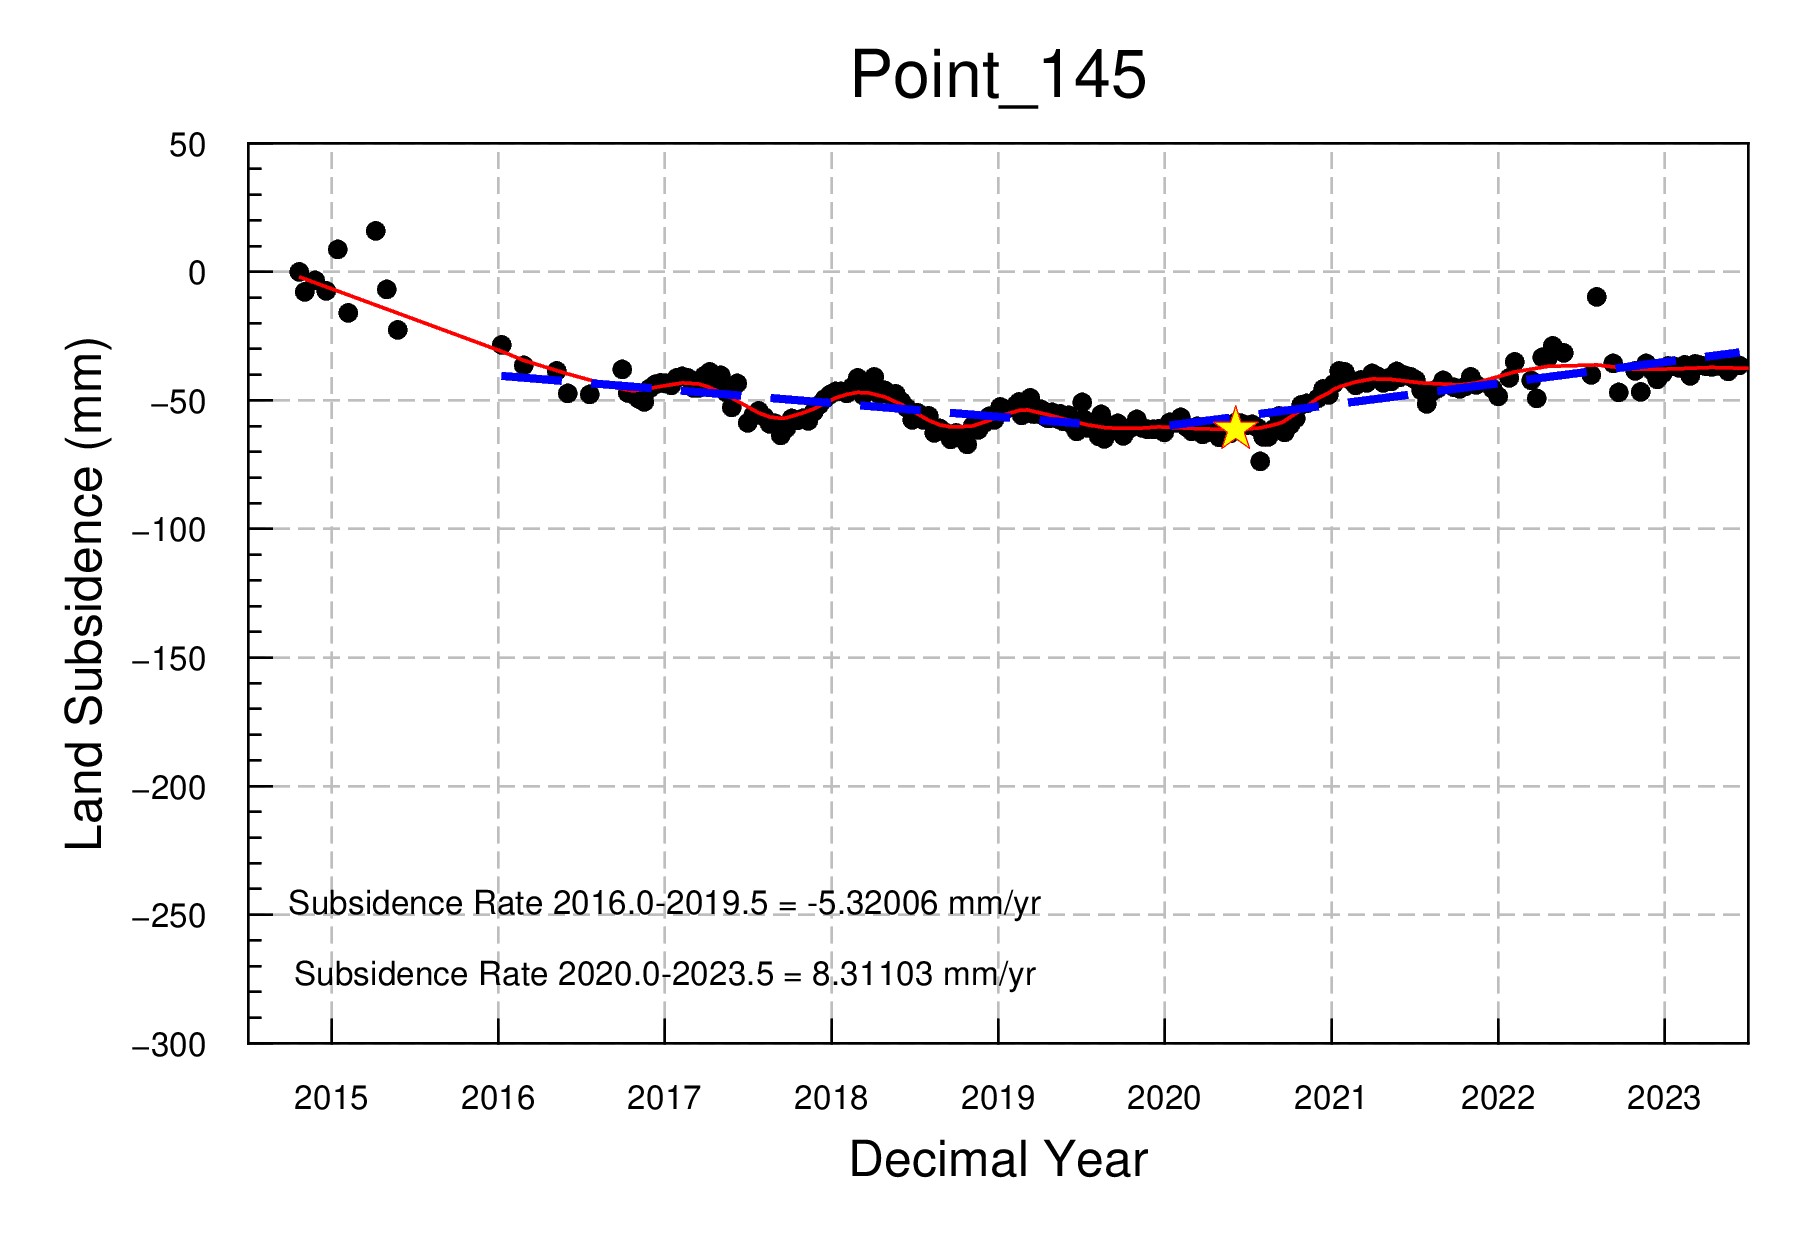 Point_145
50
0
−50
−100
−150
−200
−250
−300
Land Subsidence (mm)
Subsidence Rate 2016.0-2019.5 = -5.32006 mm/yr
Subsidence Rate 2020.0-2023.5 = 8.31103 mm/yr
2015 2016 2017 2018 2019 2020 2021 2022 2023
Decimal Year